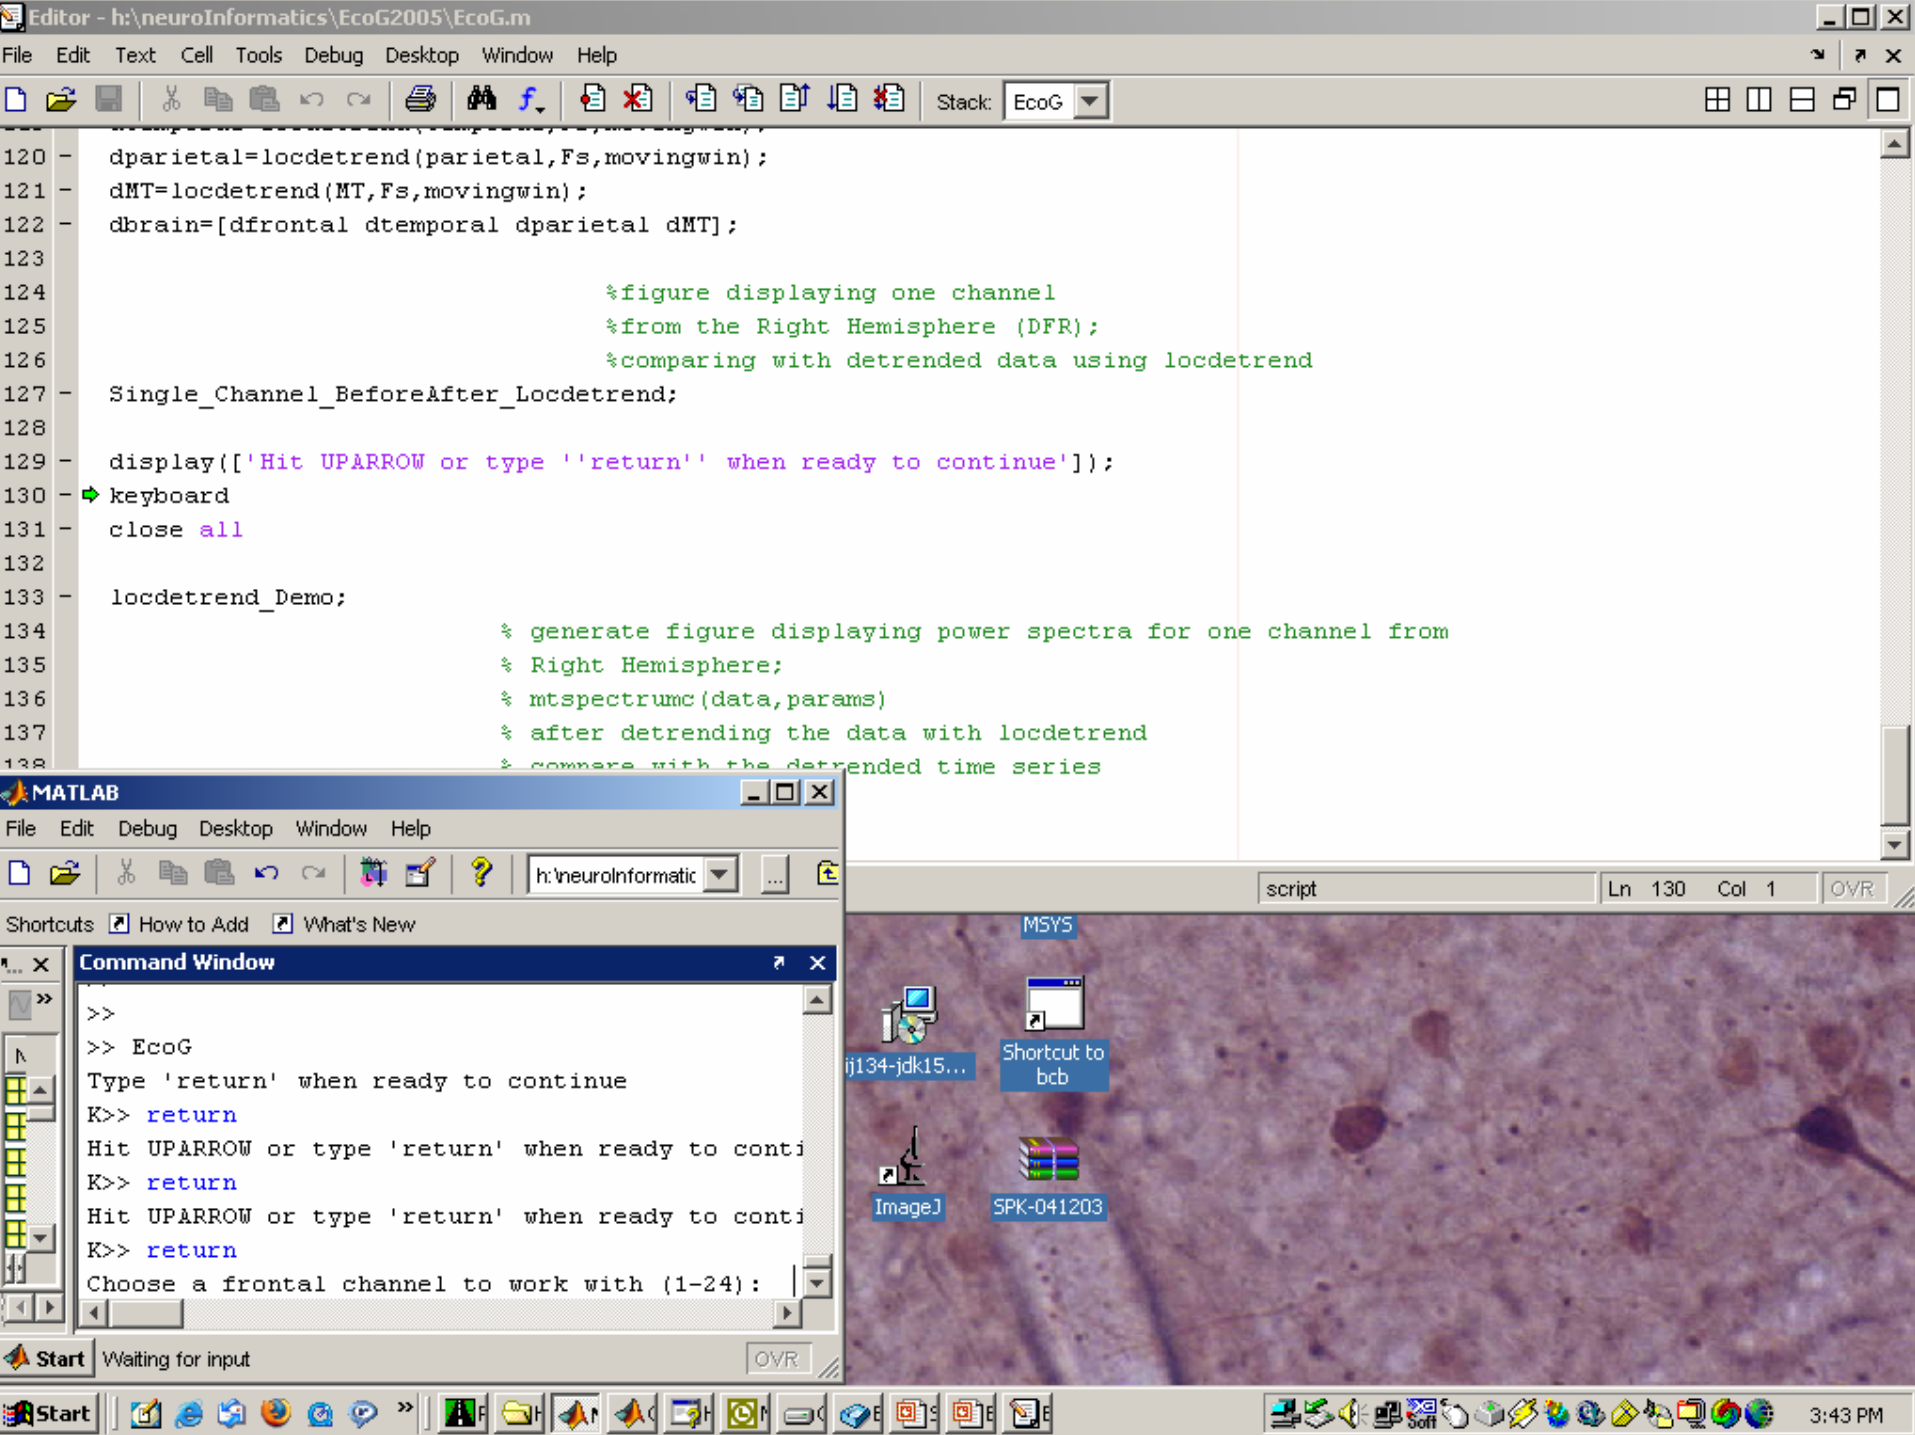 Editor - h:\neuroInformatics\EcoG2005\EcoG.m
File Edit Text Cell Tools Debug Desktop Window Help
Stack: EcoG
120 - dparietal=locdetrend(parietal,Fs,movingwin);
121 - dMT=locdetrend(MT,Fs,movingwin);
122 - dbrain=[dfrontal dtemporal dparietal dMT];
123
124 %figure displaying one channel
125 %from the Right Hemisphere (DFR);
126 %comparing with detrended data using locdetrend
127 - Single_Channel_BeforeAfter_Locdetrend;
128
129 - display(['Hit UPARROW or type ''return'' when ready to continue']);
130 - keyboard
131 - close all
132
133 - locdetrend_Demo;
134 % generate figure displaying power spectra for one channel from
135 % Right Hemisphere;
136 % mtspectrumc(data,params)
137 % after detrending the data with locdetrend
138 % compare with the detrended time series
script Ln 130 Col 1 OVR
MATLAB
File Edit Debug Desktop Window Help
h:\neuroInformatic ...
Shortcuts How to Add What's New
Command Window
>>
>> EcoG
Type 'return' when ready to continue
K>> return
Hit UPARROW or type 'return' when ready to conti
K>> return
Hit UPARROW or type 'return' when ready to conti
K>> return
Choose a frontal channel to work with (1-24):
Start Waiting for input OVR
MSYS
ij134-jdk15...
Shortcut to
bcb
ImageJ
SPK-041203
Start
3:43 PM